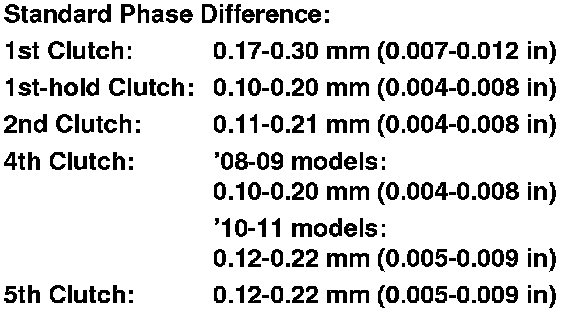 Standard Phase Difference:
1st Clutch: 0.17-0.30 mm (0.007-0.012 in)
1st-hold Clutch: 0.10-0.20 mm (0.004-0.008 in)
2nd Clutch: 0.11-0.21 mm (0.004-0.008 in)
4th Clutch: ’08-09 models:
0.10-0.20 mm (0.004-0.008 in)
’10-11 models:
0.12-0.22 mm (0.005-0.009 in)
5th Clutch: 0.12-0.22 mm (0.005-0.009 in)